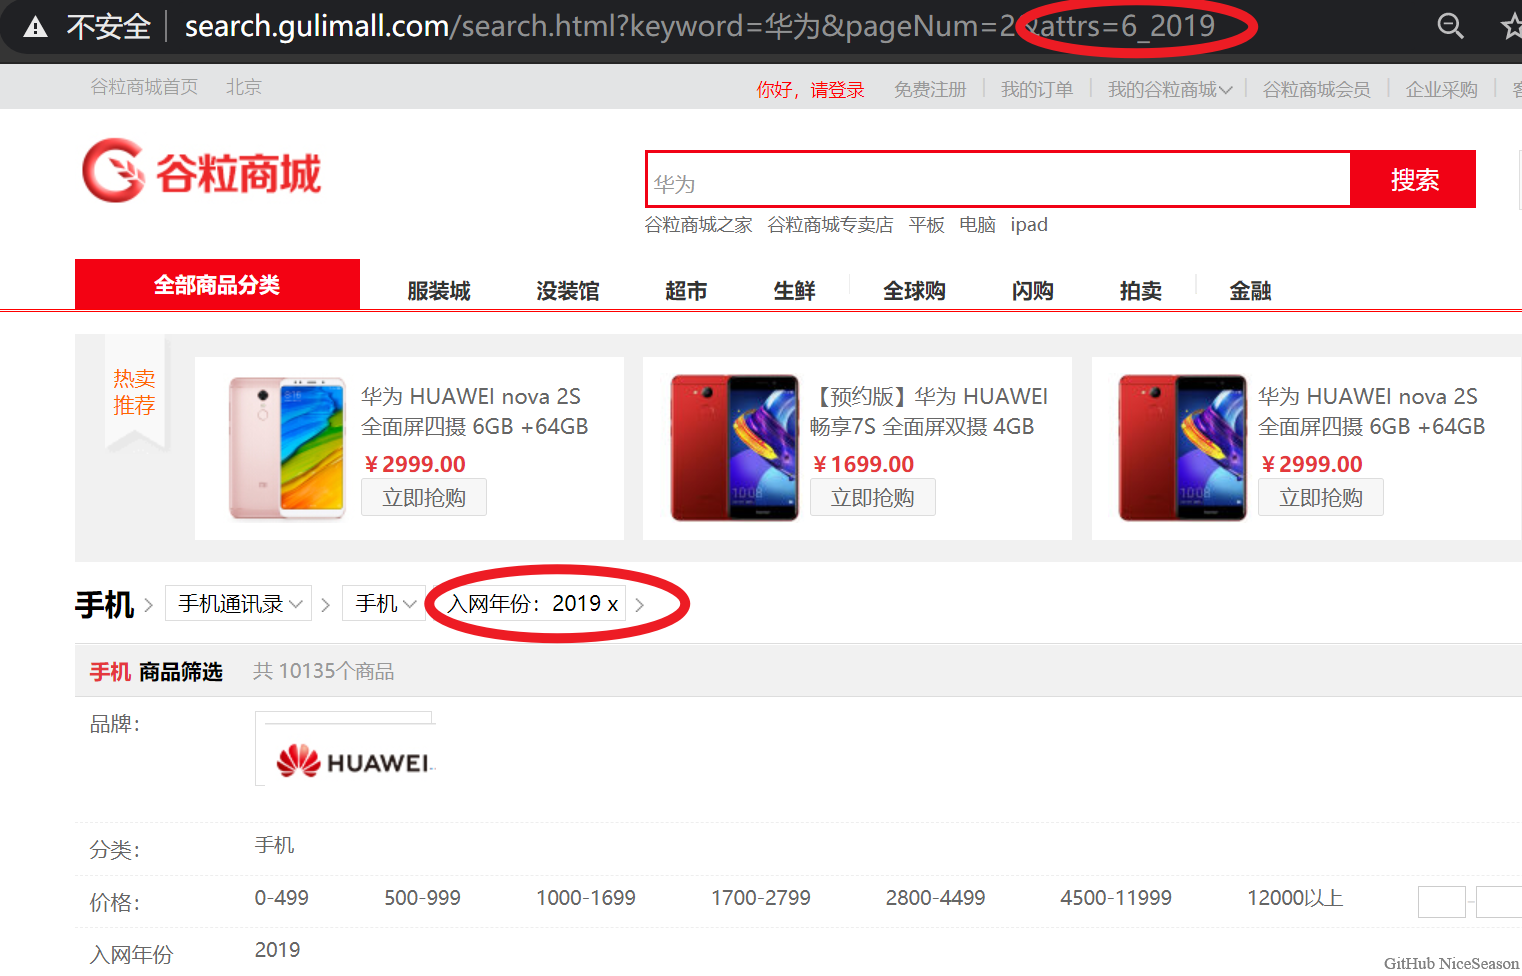 不安全 search.gulimall.com/search.html?keyword=华为&pageNum=2&attrs=6_2019
谷粒商城首页 北京 你好，请登录 免费注册 我的订单 我的谷粒商城 谷粒商城会员 企业采购
谷粒商城
华为 搜索
谷粒商城之家 谷粒商城专卖店 平板 电脑 ipad
全部商品分类 服装城 没装馆 超市 生鲜 全球购 闪购 拍卖 金融
热卖
推荐
华为 HUAWEI nova 2S
全面屏四摄 6GB +64GB
￥2999.00
立即抢购
【预约版】华为 HUAWEI
畅享7S 全面屏双摄 4GB
￥1699.00
立即抢购
华为 HUAWEI nova 2S
全面屏四摄 6GB +64GB
￥2999.00
立即抢购
手机 > 手机通讯录 > 手机 入网年份：2019 x >
手机 商品筛选 共 10135个商品
品牌：
HUAWEI
分类： 手机
价格： 0-499 500-999 1000-1699 1700-2799 2800-4499 4500-11999 12000以上 -
入网年份 2019
GitHub NiceSeason